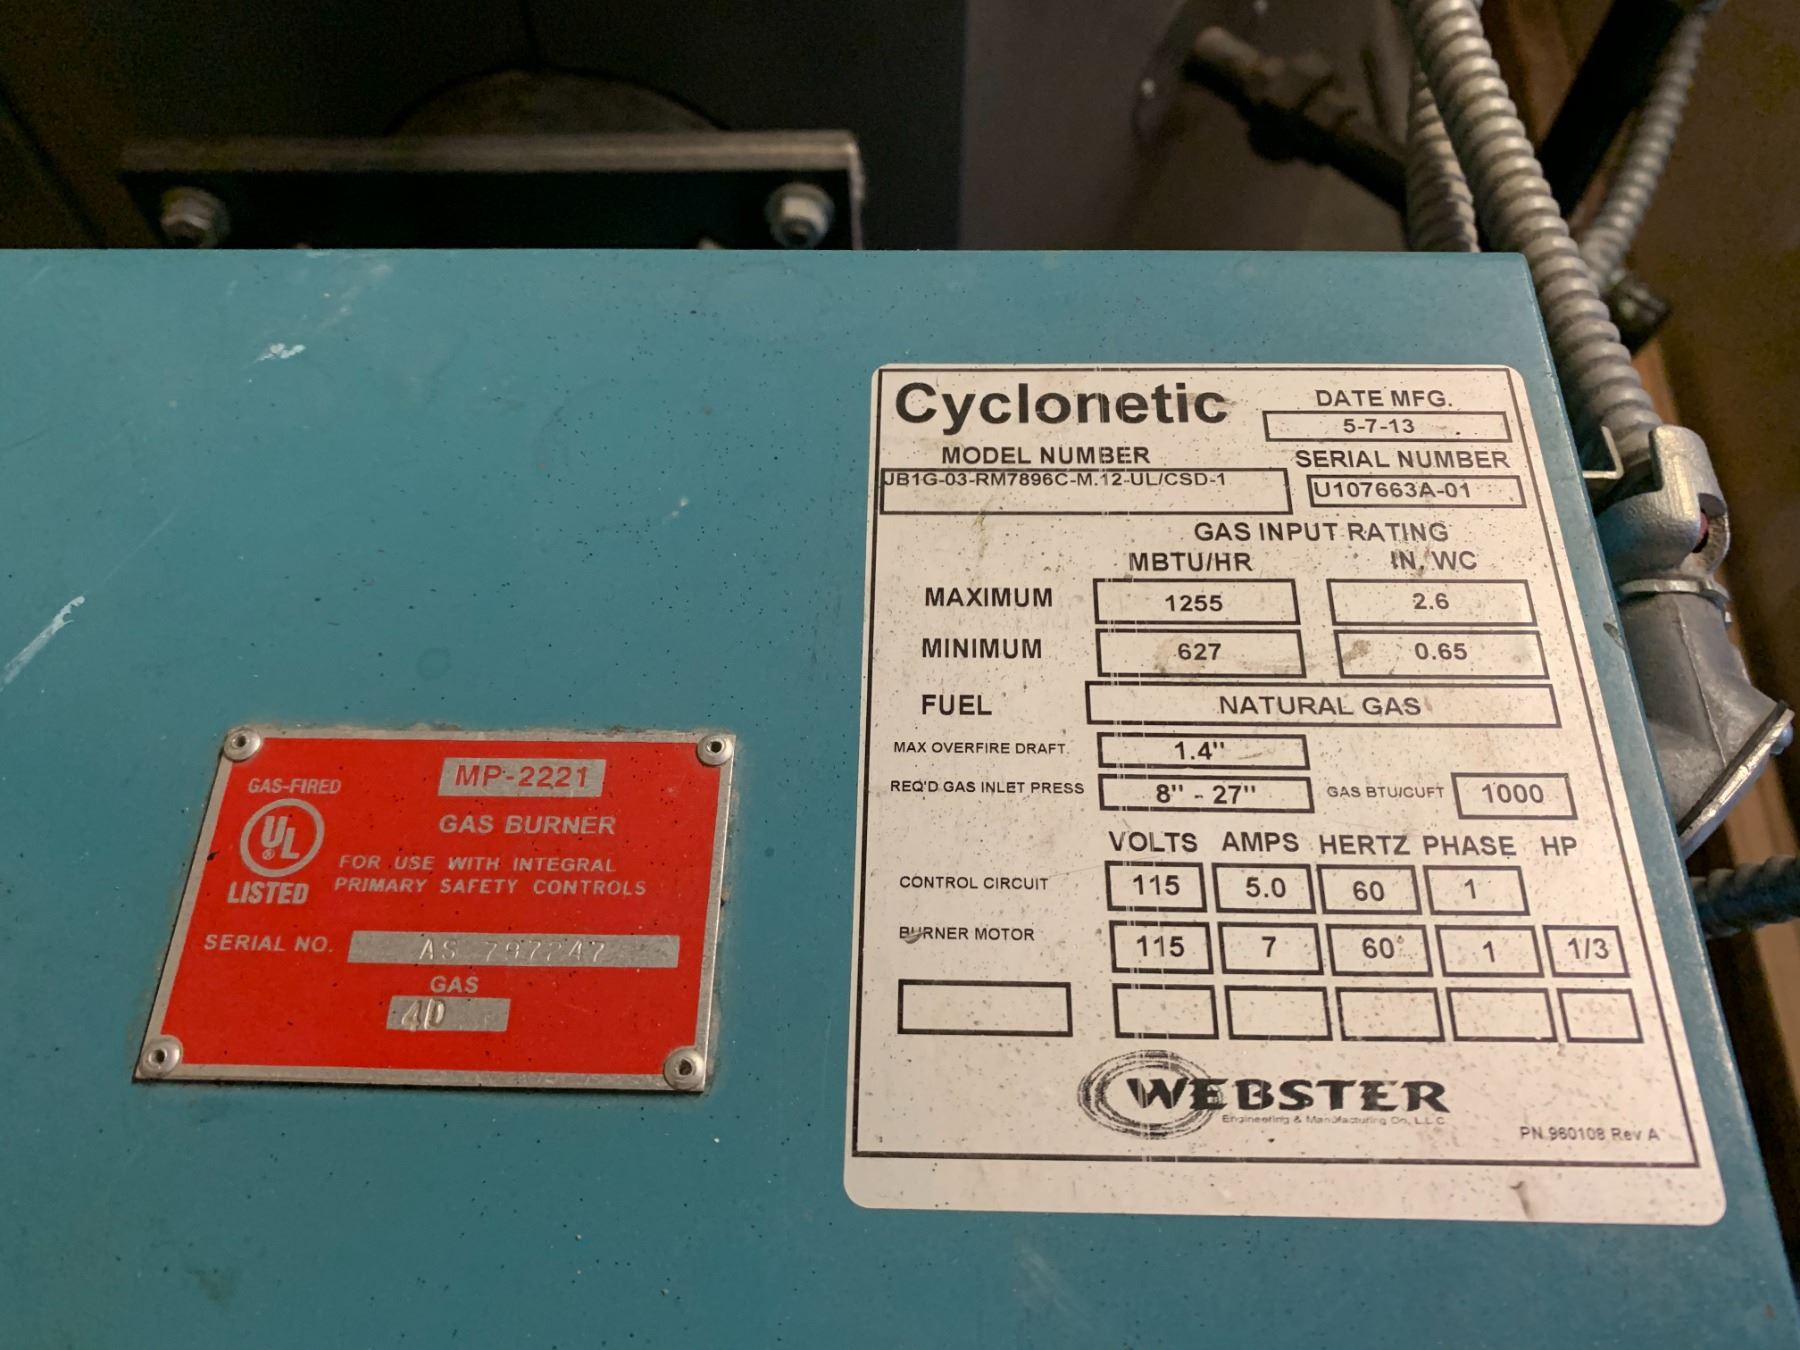 MP-2221
GAS-FIRED
GAS BURNER
UL
®
LISTED
FOR USE WITH INTEGRAL
PRIMARY SAFETY CONTROLS
SERIAL NO. AS 797247
GAS
40
Cyclonetic
DATE MFG.
5-7-13
MODEL NUMBER
JB1G-03-RM7896C-M.12-UL/CSD-1
SERIAL NUMBER
U107663A-01
GAS INPUT RATING
MBTU/HR IN. WC
MAXIMUM 1255 2.6
MINIMUM 627 0.65
FUEL NATURAL GAS
MAX OVERFIRE DRAFT. 1.4"
REQ'D GAS INLET PRESS 8" - 27" GAS BTU/CUFT 1000
VOLTS AMPS HERTZ PHASE HP
CONTROL CIRCUIT 115 5.0 60 1
BURNER MOTOR 115 7 60 1 1/3
WEBSTER
Engineering & Manufacturing Co., L.L.C.
PN 960108 Rev A